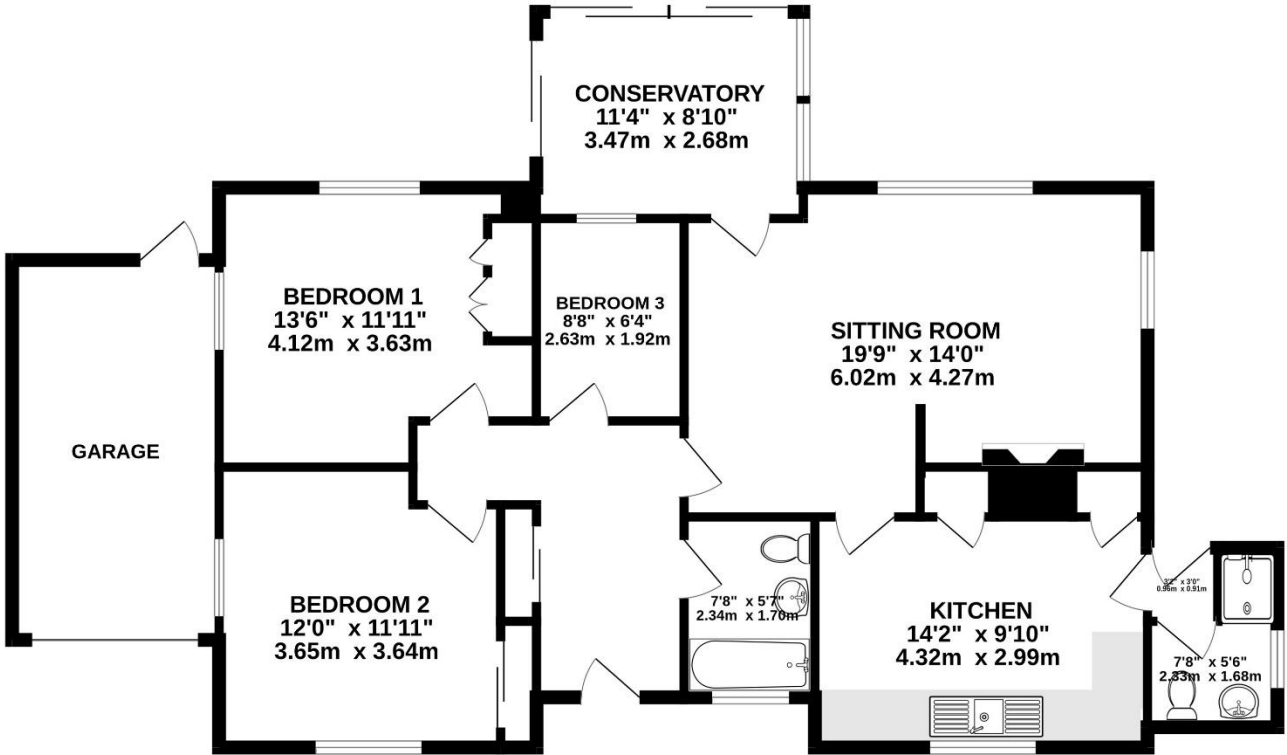 CONSERVATORY
11'4" x 8'10"
3.47m x 2.68m
BEDROOM 1
13'6" x 11'11"
4.12m x 3.63m
BEDROOM 3
8'8" x 6'4"
2.63m x 1.92m
SITTING ROOM
19'9" x 14'0"
6.02m x 4.27m
GARAGE
BEDROOM 2
12'0" x 11'11"
3.65m x 3.64m
7'8" x 5'7"
2.34m x 1.70m
KITCHEN
14'2" x 9'10"
4.32m x 2.99m
3'2" x 3'0"
0.96m x 0.91m
7'8" x 5'6"
2.33m x 1.68m